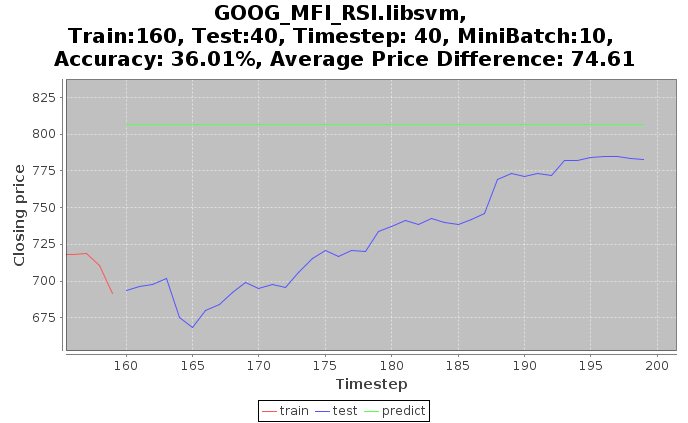 GOOG_MFI_RSI.libsvm,
Train:160, Test:40, Timestep: 40, MiniBatch:10,
Accuracy: 36.01%, Average Price Difference: 74.61
825
800
775
750
725
700
675
Closing price
160 165 170 175 180 185 190 195 200
Timestep
train test predict